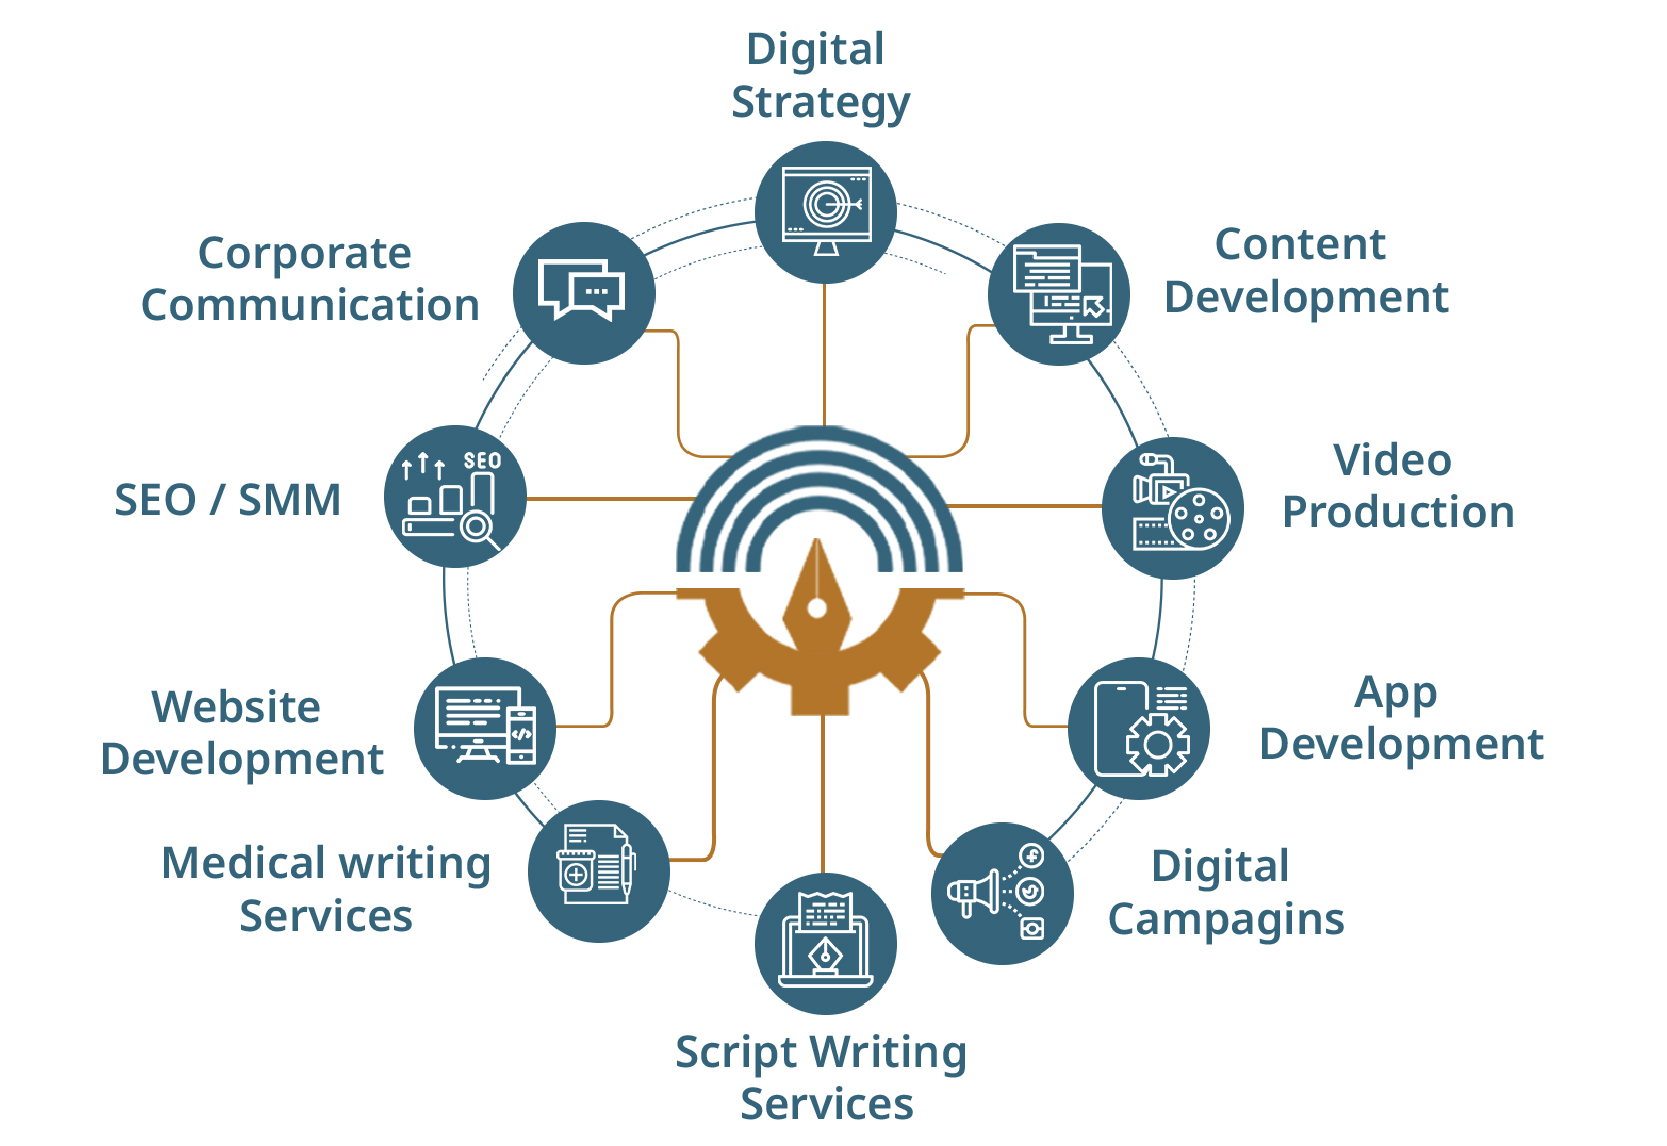 Digital
Strategy
Corporate
Communication
Content
Development
SEO
SEO / SMM
Video
Production
Website
Development
App
Development
Medical writing
Services
Digital
Campagins
Script Writing
Services